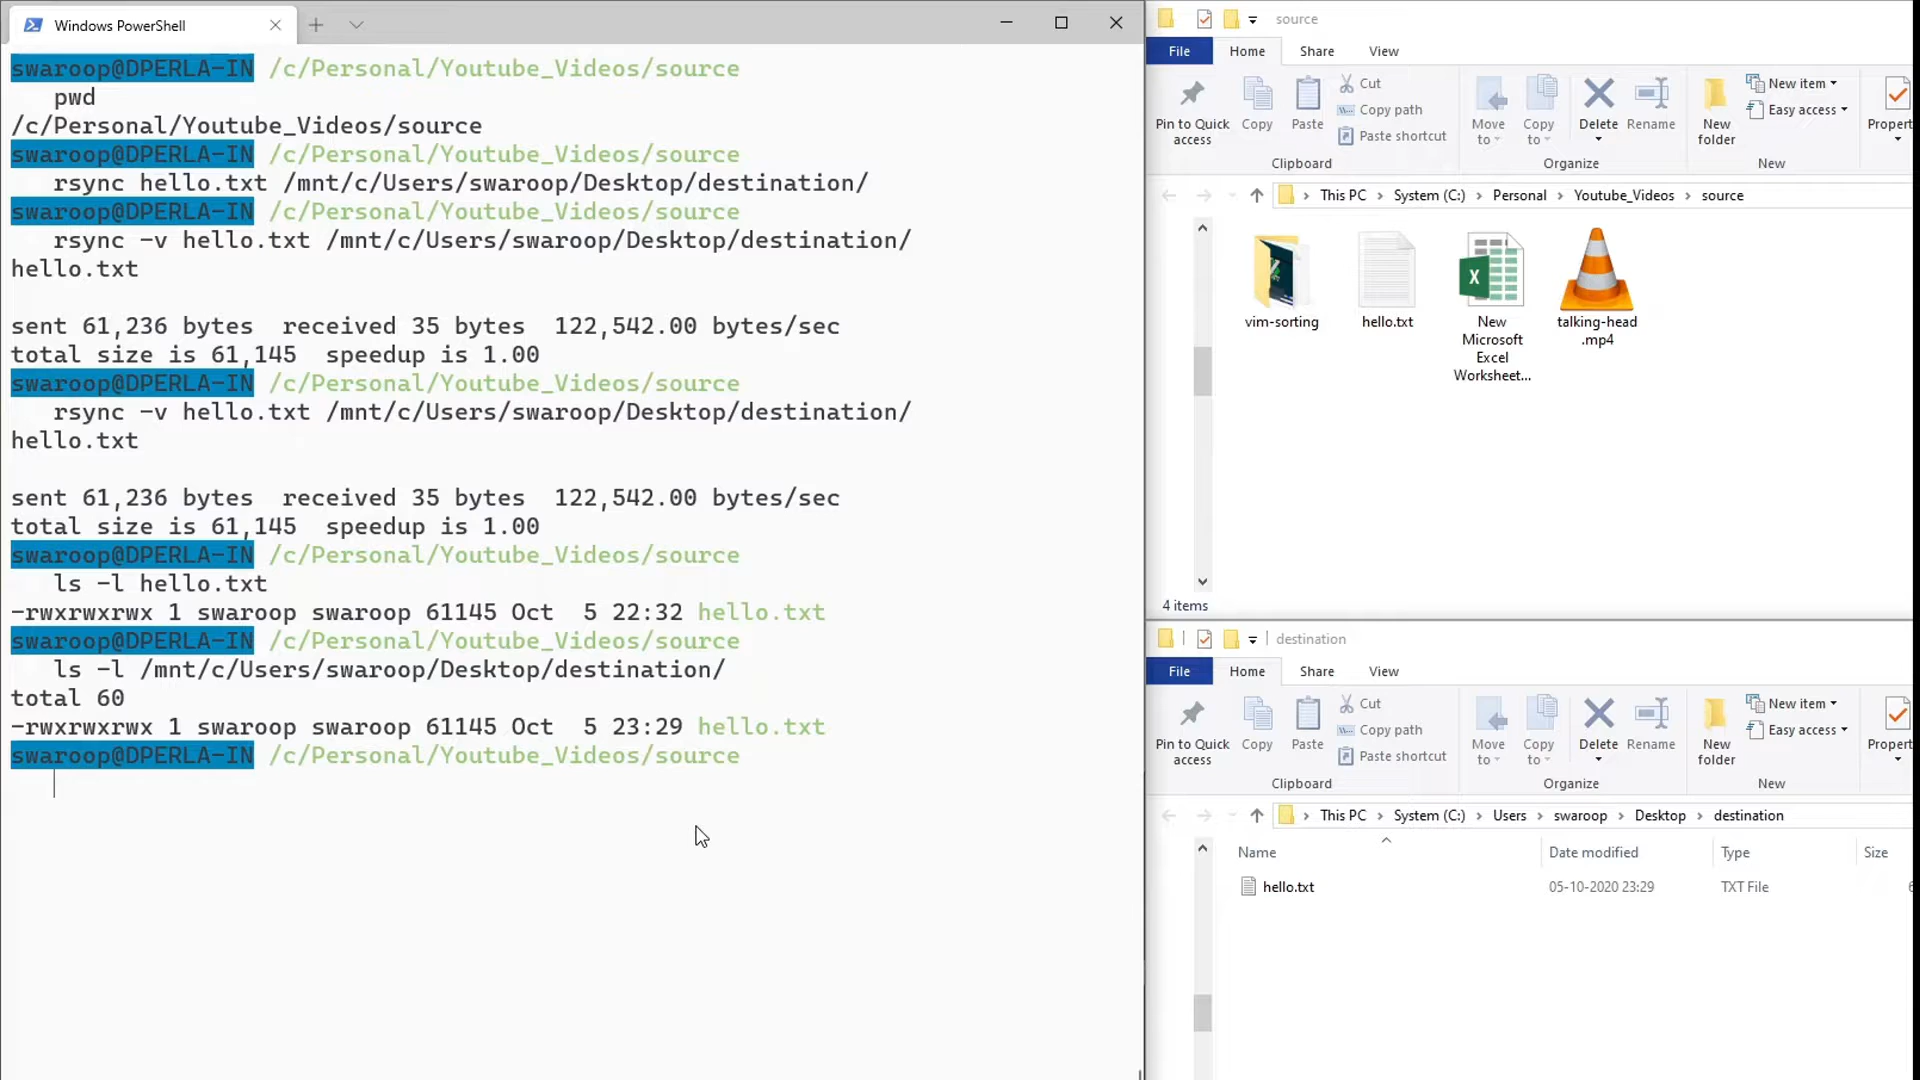 Windows PowerShell
swaroop@DPERLA-IN /c/Personal/Youtube_Videos/source
pwd
/c/Personal/Youtube_Videos/source
swaroop@DPERLA-IN /c/Personal/Youtube_Videos/source
rsync hello.txt /mnt/c/Users/swaroop/Desktop/destination/
swaroop@DPERLA-IN /c/Personal/Youtube_Videos/source
rsync -v hello.txt /mnt/c/Users/swaroop/Desktop/destination/
hello.txt
sent 61,236 bytes  received 35 bytes  122,542.00 bytes/sec
total size is 61,145  speedup is 1.00
swaroop@DPERLA-IN /c/Personal/Youtube_Videos/source
rsync -v hello.txt /mnt/c/Users/swaroop/Desktop/destination/
hello.txt
sent 61,236 bytes  received 35 bytes  122,542.00 bytes/sec
total size is 61,145  speedup is 1.00
swaroop@DPERLA-IN /c/Personal/Youtube_Videos/source
ls -l hello.txt
-rwxrwxrwx 1 swaroop swaroop 61145 Oct  5 22:32 hello.txt
swaroop@DPERLA-IN /c/Personal/Youtube_Videos/source
ls -l /mnt/c/Users/swaroop/Desktop/destination/
total 60
-rwxrwxrwx 1 swaroop swaroop 61145 Oct  5 23:29 hello.txt
swaroop@DPERLA-IN /c/Personal/Youtube_Videos/source
source
File Home Share View
Pin to Quick access
Copy
Paste
Cut
Copy path
Paste shortcut
Clipboard
Move to
Copy to
Delete
Rename
Organize
New folder
New item
Easy access
New
Propert
This PC > System (C:) > Personal > Youtube_Videos > source
vim-sorting
hello.txt
New
Microsoft
Excel
Worksheet...
talking-head
.mp4
4 items
destination
File Home Share View
Pin to Quick access
Copy
Paste
Cut
Copy path
Paste shortcut
Clipboard
Move to
Copy to
Delete
Rename
Organize
New folder
New item
Easy access
New
Propert
This PC > System (C:) > Users > swaroop > Desktop > destination
Name Date modified Type Size
hello.txt 05-10-2020 23:29 TXT File